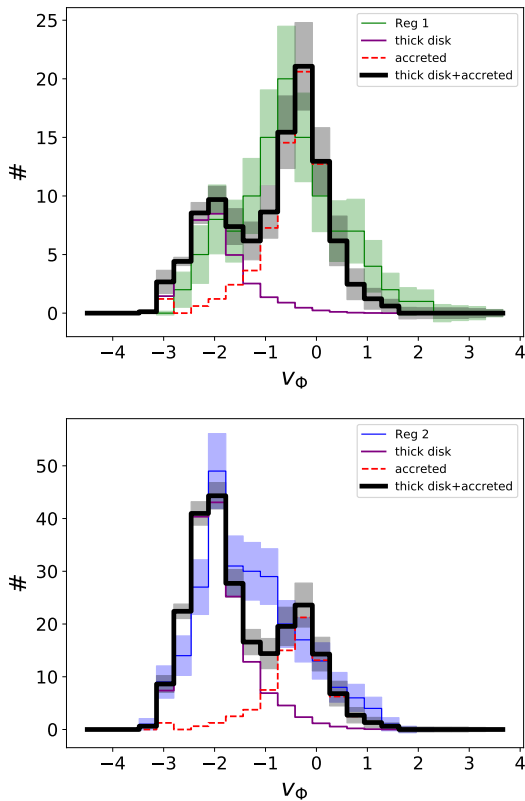 Reg 1
thick disk
accreted
thick disk+accreted
25
20
15
10
5
0
#
−4 −3 −2 −1 0 1 2 3 4
v_Φ
Reg 2
thick disk
accreted
thick disk+accreted
50
40
30
20
10
0
#
−4 −3 −2 −1 0 1 2 3 4
v_Φ